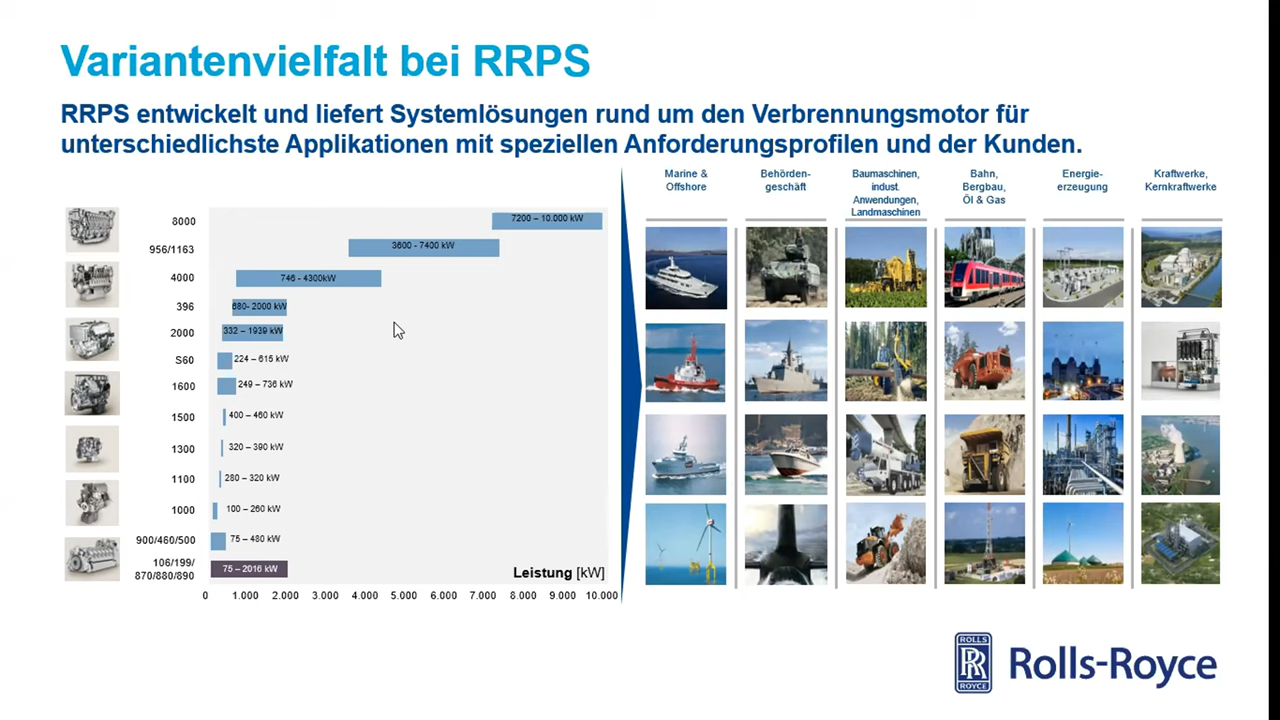 Variantenvielfalt bei RRPS
RRPS entwickelt und liefert Systemlösungen rund um den Verbrennungsmotor für
unterschiedlichste Applikationen mit speziellen Anforderungsprofilen und der Kunden.
8000
7200 – 10.000 kW
956/1163
3600 - 7400 kW
4000
746 - 4300kW
396
680- 2000 kW
2000
332 – 1939 kW
S60
224 – 615 kW
1600
249 – 736 kW
1500
400 – 460 kW
1300
320 – 390 kW
1100
280 – 320 kW
1000
100 – 260 kW
900/460/500
75 – 480 kW
106/199/
870/880/890
75 – 2016 kW
Leistung [kW]
0 1.000 2.000 3.000 4.000 5.000 6.000 7.000 8.000 9.000 10.000
Marine &
Offshore
Behörden-
geschäft
Baumaschinen,
indust.
Anwendungen,
Landmaschinen
Bahn,
Bergbau,
Öl & Gas
Energie-
erzeugung
Kraftwerke,
Kernkraftwerke
ROLLS
RR
ROYCE
Rolls-Royce